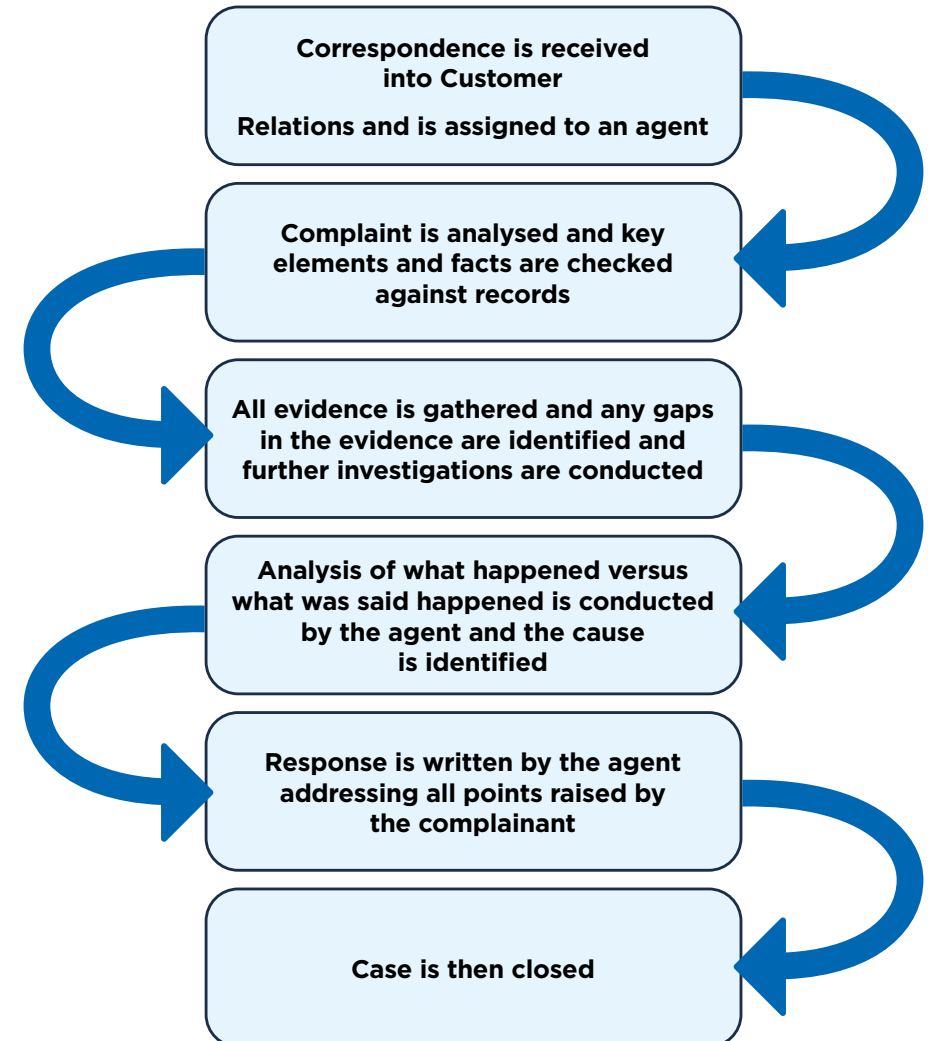 Correspondence is received
into Customer
Relations and is assigned to an agent
Complaint is analysed and key
elements and facts are checked
against records
All evidence is gathered and any gaps
in the evidence are identified and
further investigations are conducted
Analysis of what happened versus
what was said happened is conducted
by the agent and the cause
is identified
Response is written by the agent
addressing all points raised by
the complainant
Case is then closed